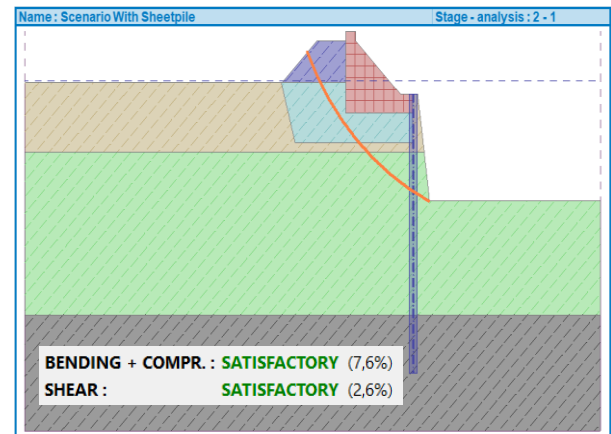 Name : Scenario With Sheetpile Stage - analysis : 2 - 1
BENDING + COMPR. : SATISFACTORY (7,6%)
SHEAR : SATISFACTORY (2,6%)